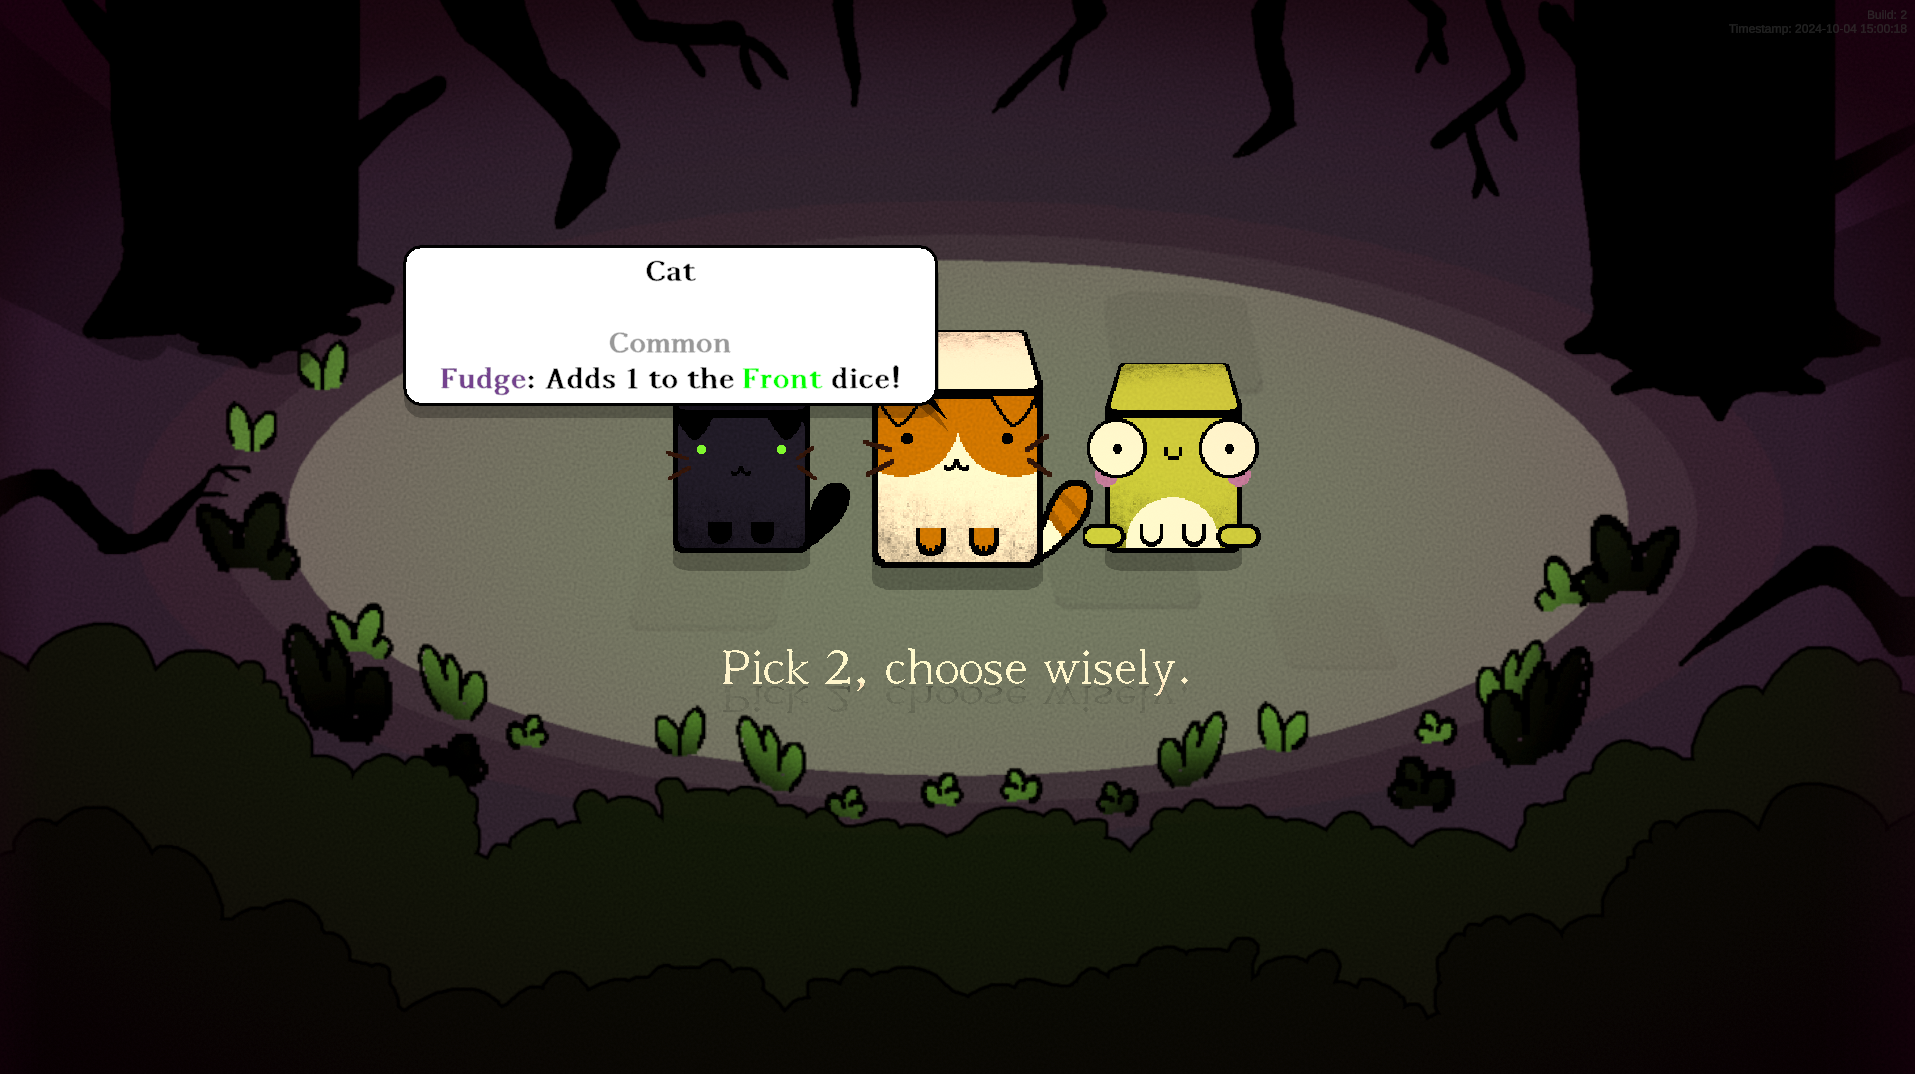 Build: 2
Timestamp: 2024-10-04 15:00:18
Cat
Common
Fudge: Adds 1 to the Front dice!
Pick 2, choose wisely.